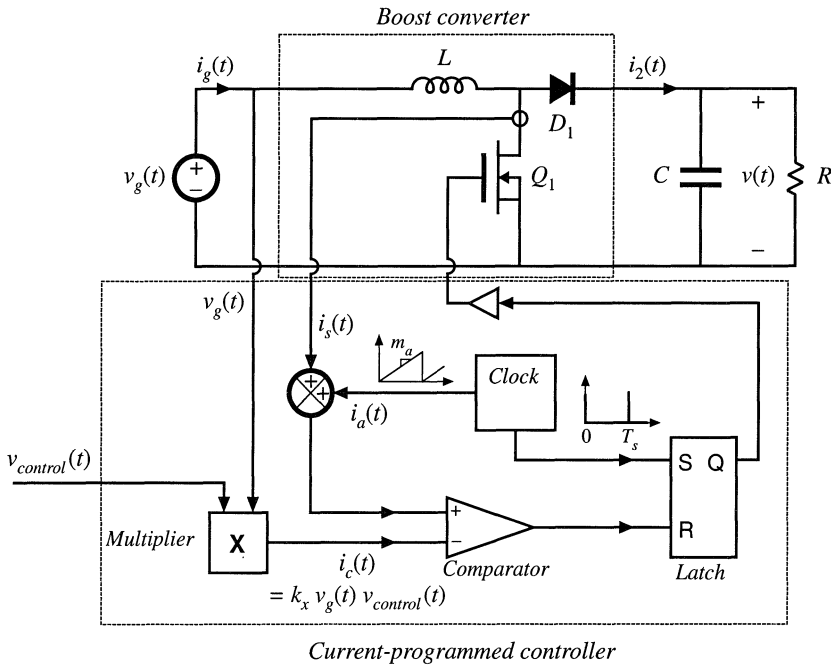 Boost converter
i_g(t)
L
i_2(t)
D_1
+
v_g(t)
+
−
Q_1
C
v(t)
R
−
v_g(t)
i_s(t)
m_a
Clock
+
+
i_a(t)
0
T_s
v_control(t)
S Q
Multiplier
X
+
−
R
i_c(t)
= k_x v_g(t) v_control(t)
Comparator
Latch
Current-programmed controller